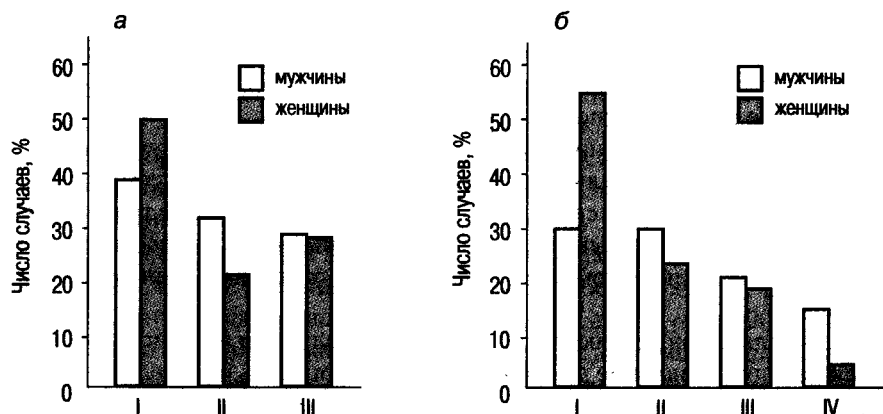 а
Число случаев, %
60
50
40
30
20
10
0
мужчины
женщины
I
II
III
б
Число случаев, %
60
50
40
30
20
10
0
мужчины
женщины
I
II
III
IV